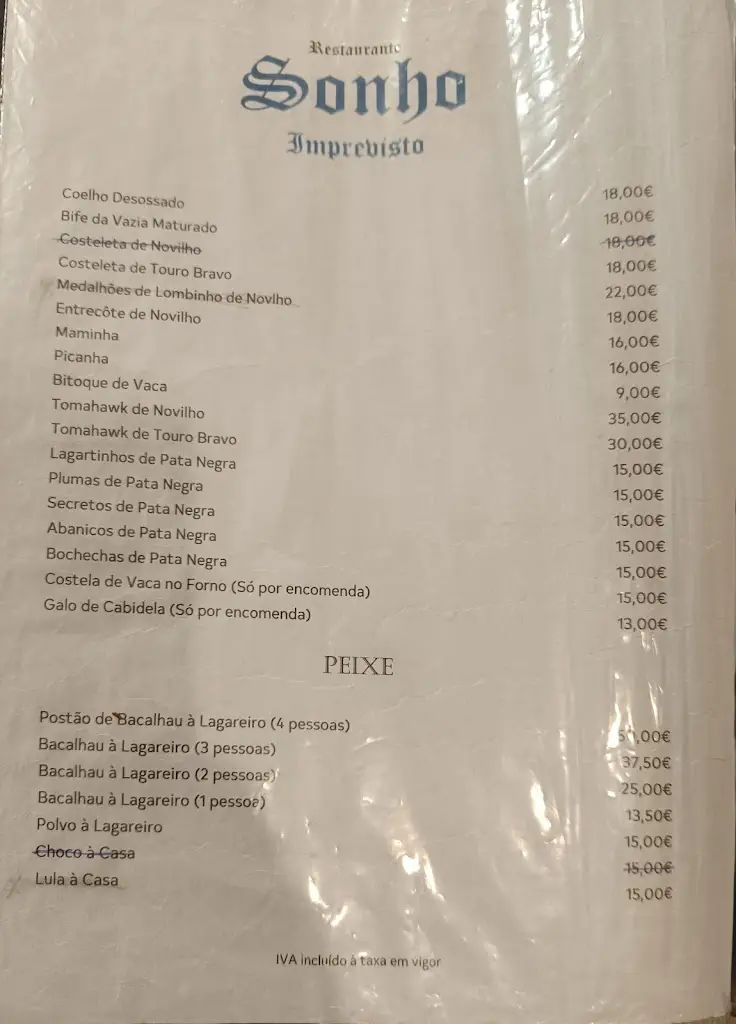 Restaurante
Sonho
Imprevisto
Coelho Desossado 18,00€
Bife da Vazia Maturado 18,00€
Costeleta de Novilho 18,00€
Costeleta de Touro Bravo 18,00€
Medalhões de Lombinho de Novlho 22,00€
Entrecôte de Novilho 18,00€
Maminha 16,00€
Picanha 16,00€
Bitoque de Vaca 9,00€
Tomahawk de Novilho 35,00€
Tomahawk de Touro Bravo 30,00€
Lagartinhos de Pata Negra 15,00€
Plumas de Pata Negra 15,00€
Secretos de Pata Negra 15,00€
Abanicos de Pata Negra 15,00€
Bochechas de Pata Negra 15,00€
Costela de Vaca no Forno (Só por encomenda) 15,00€
Galo de Cabidela (Só por encomenda) 13,00€
PEIXE
Postão de Bacalhau à Lagareiro (4 pessoas)
Bacalhau à Lagareiro (3 pessoas) 37,50€
Bacalhau à Lagareiro (2 pessoas) 25,00€
Bacalhau à Lagareiro (1 pessoa) 13,50€
Polvo à Lagareiro 15,00€
Choco à Casa 15,00€
Lula à Casa 15,00€
IVA incluído à taxa em vigor